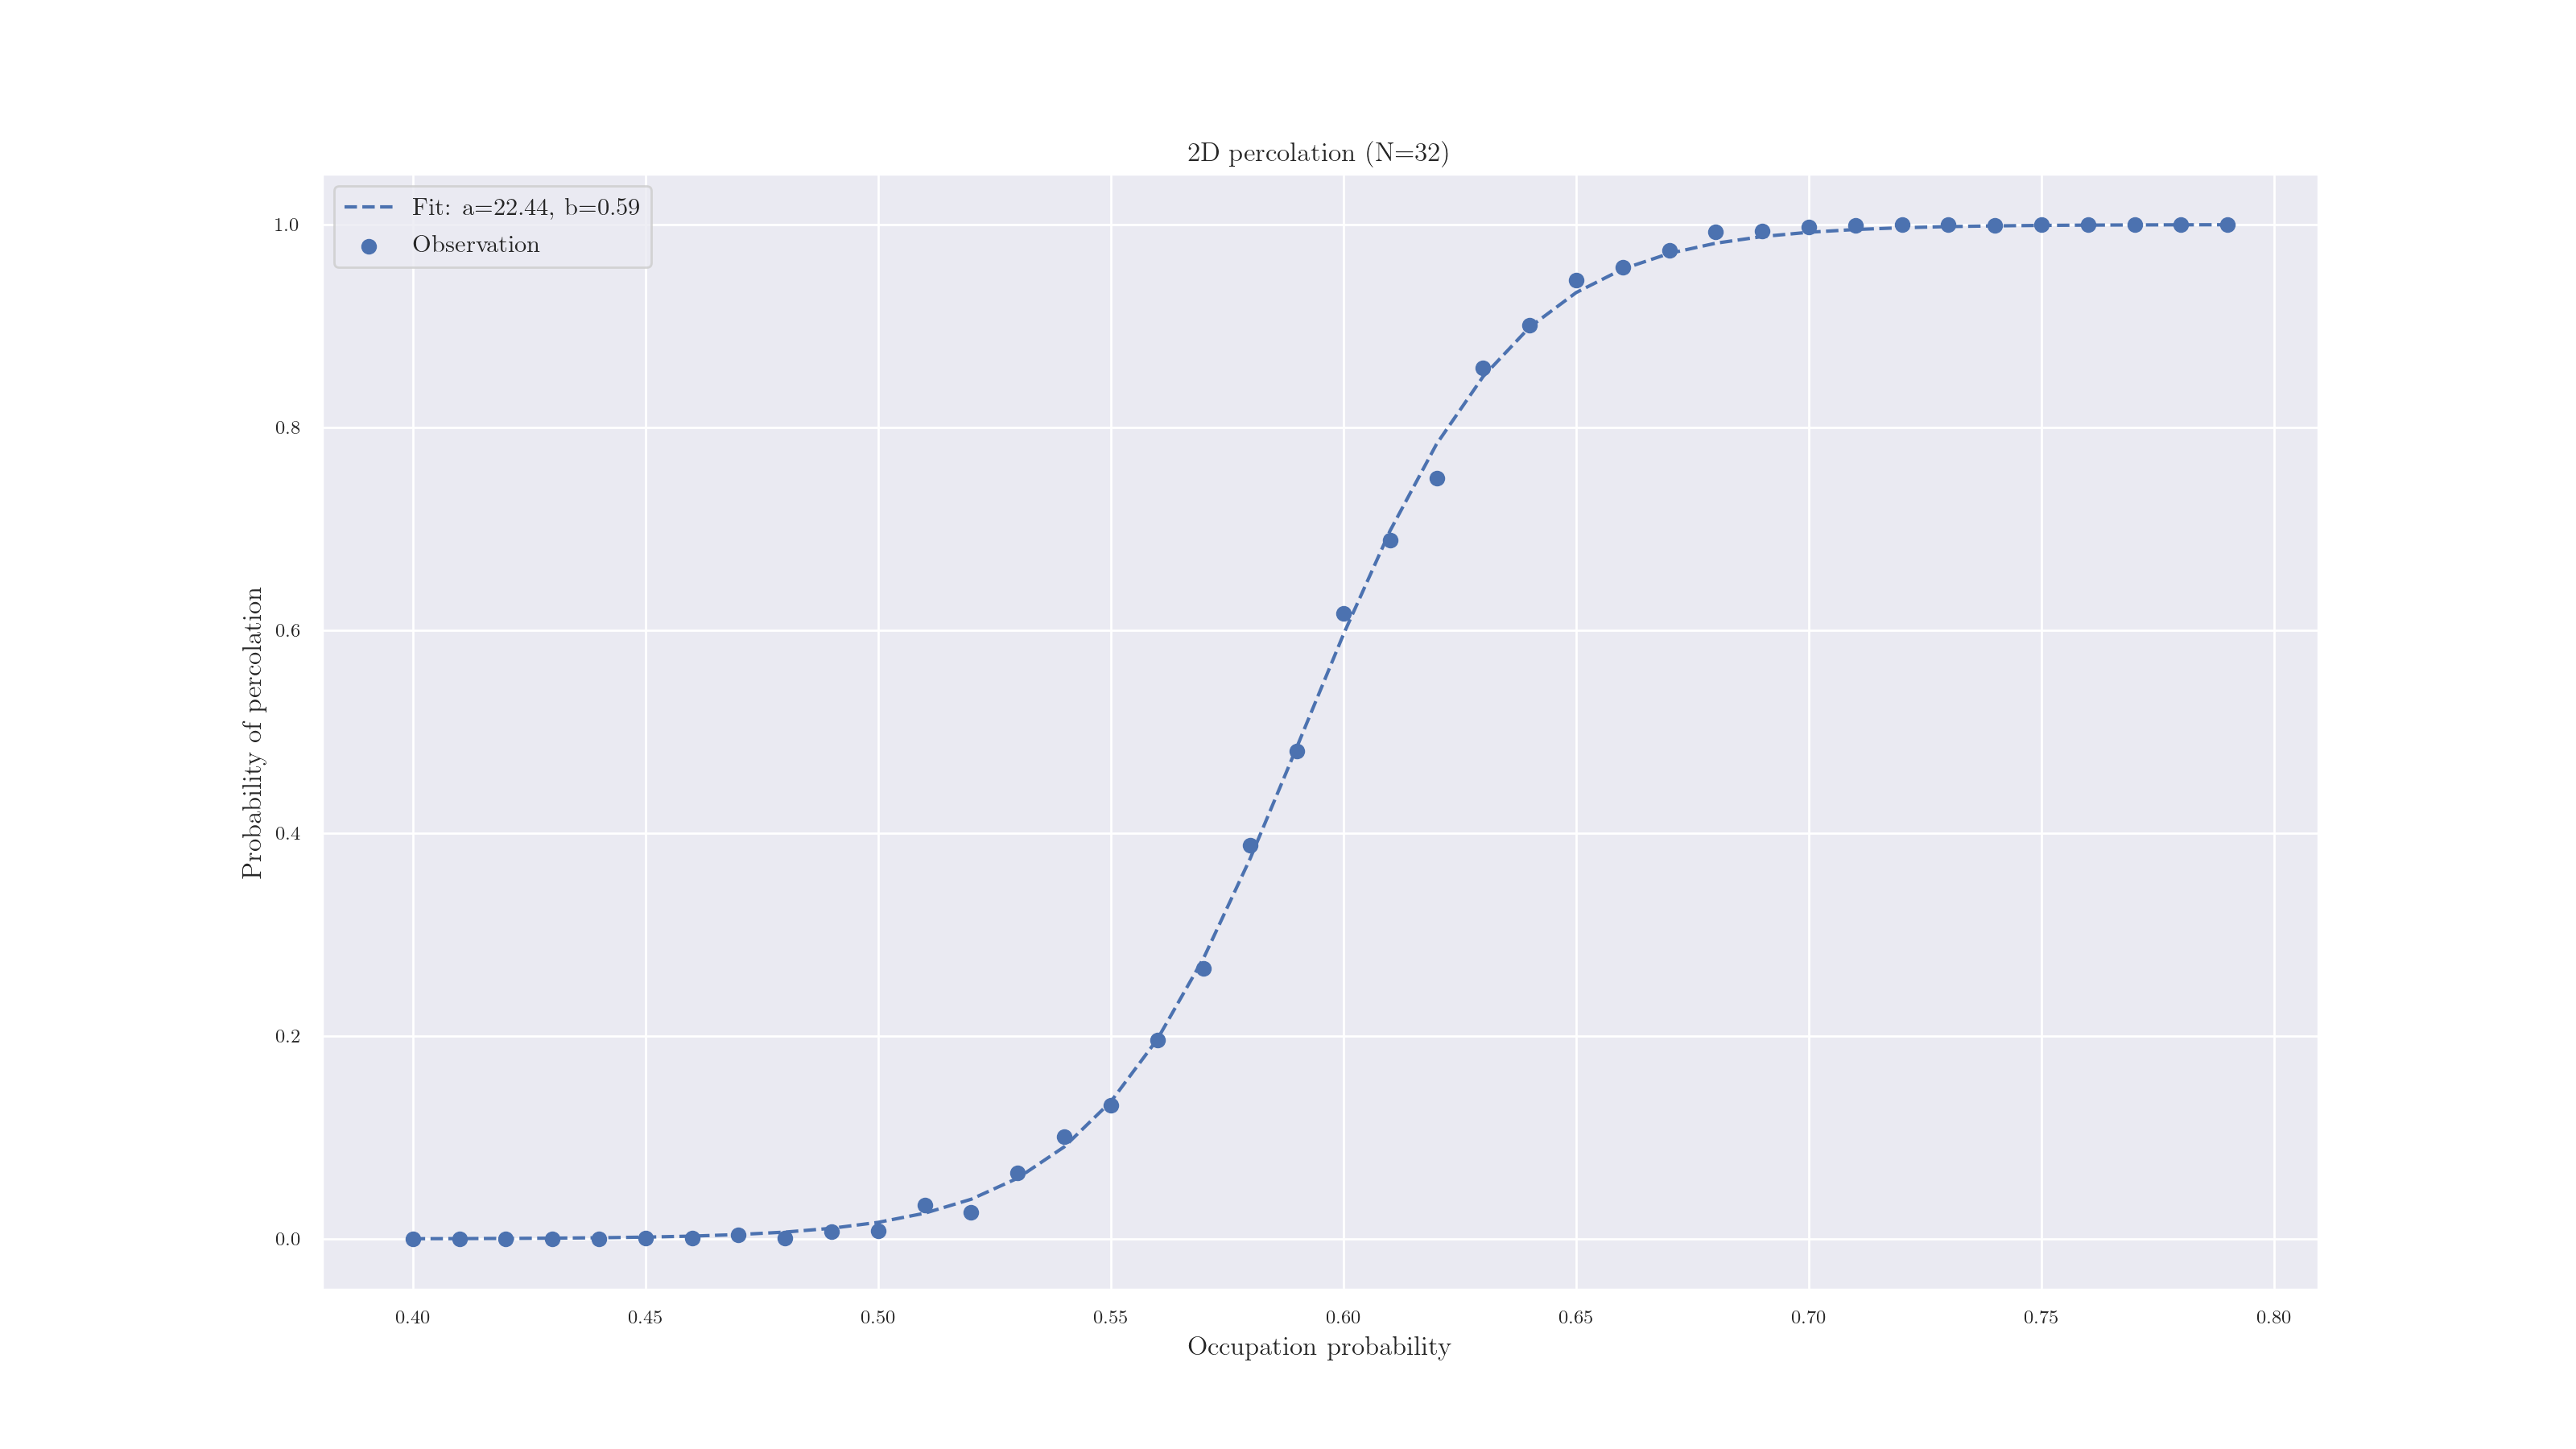 2D percolation (N=32)
Fit: a=22.44, b=0.59
Observation
Probability of percolation
1.0
0.8
0.6
0.4
0.2
0.0
0.40 0.45 0.50 0.55 0.60 0.65 0.70 0.75 0.80
Occupation probability